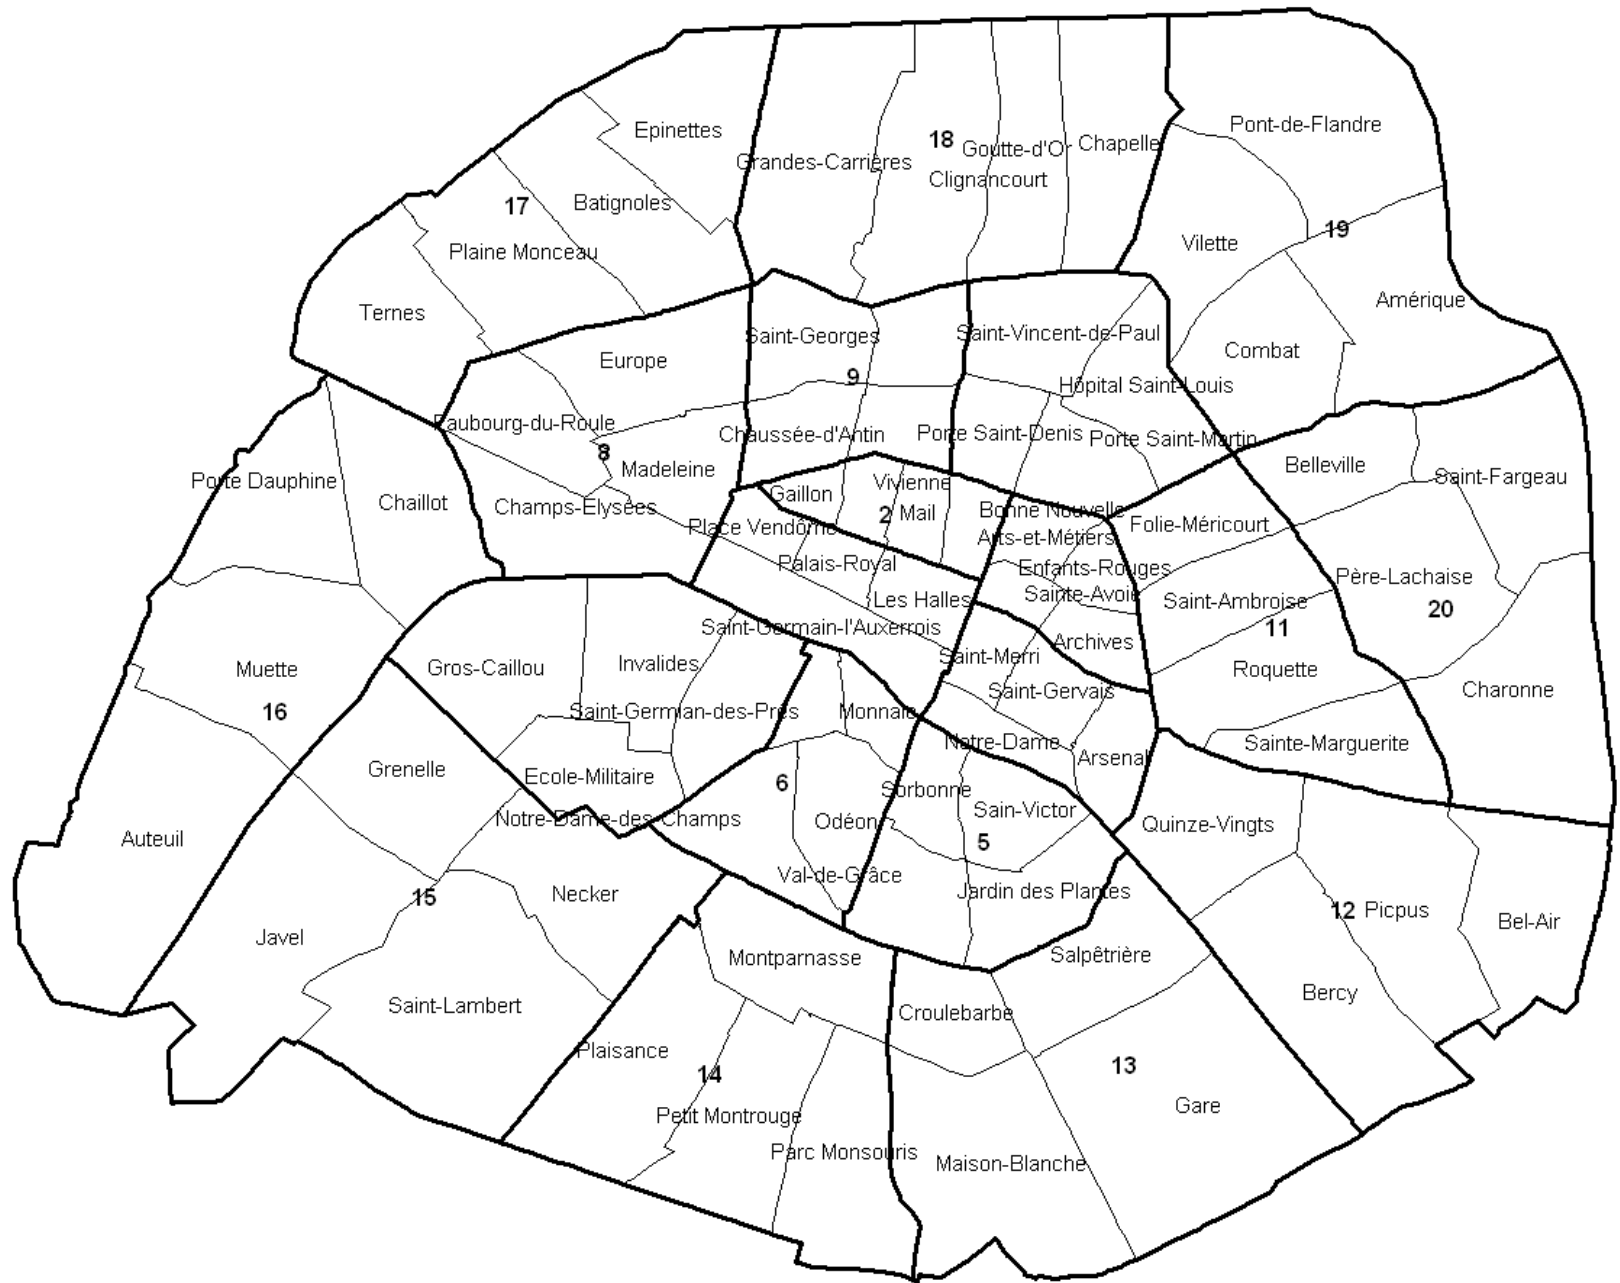 Epinettes
Pont-de-Flandre
18
Goutte-d'Or
Chapelle
Grandes-Carrières
Clignancourt
17
Batignoles
19
Plaine Monceau
Vilette
Ternes
Amérique
Saint-Georges
Saint-Vincent-de-Paul
Europe
Combat
9
Hôpital Saint-Louis
Faubourg-du-Roule
Chaussée-d'Antin
Porte Saint-Denis
Porte Saint-Martin
8
Madeleine
Belleville
Porte Dauphine
Chaillot
Champs-Elysées
Gaillon
Vivienne
Saint-Fargeau
2
Mail
Bonne Nouvelle
Place Vendôme
Folie-Méricourt
Arts-et-Métiers
Palais-Royal
Enfants-Rouges
Père-Lachaise
Sainte-Avoie
Les Halles
Saint-Ambroise
20
Saint-Germain-l'Auxerrois
11
Archives
Muette
Gros-Caillou
Invalides
Saint-Merri
Roquette
Saint-Gervais
Charonne
16
Saint-Germian-des-Prés
Monnaie
Notre-Dame
Sainte-Marguerite
Arsenal
Grenelle
Ecole-Militaire
6
Sorbonne
Sain-Victor
Notre-Dame-des-Champs
Odéon
Quinze-Vingts
Auteuil
5
Val-de-Grâce
Jardin des Plantes
Necker
15
12
Picpus
Bel-Air
Javel
Montparnasse
Salpêtrière
Saint-Lambert
Croulebarbe
Bercy
Plaisance
14
13
Petit Montrouge
Gare
Parc Monsouris
Maison-Blanche